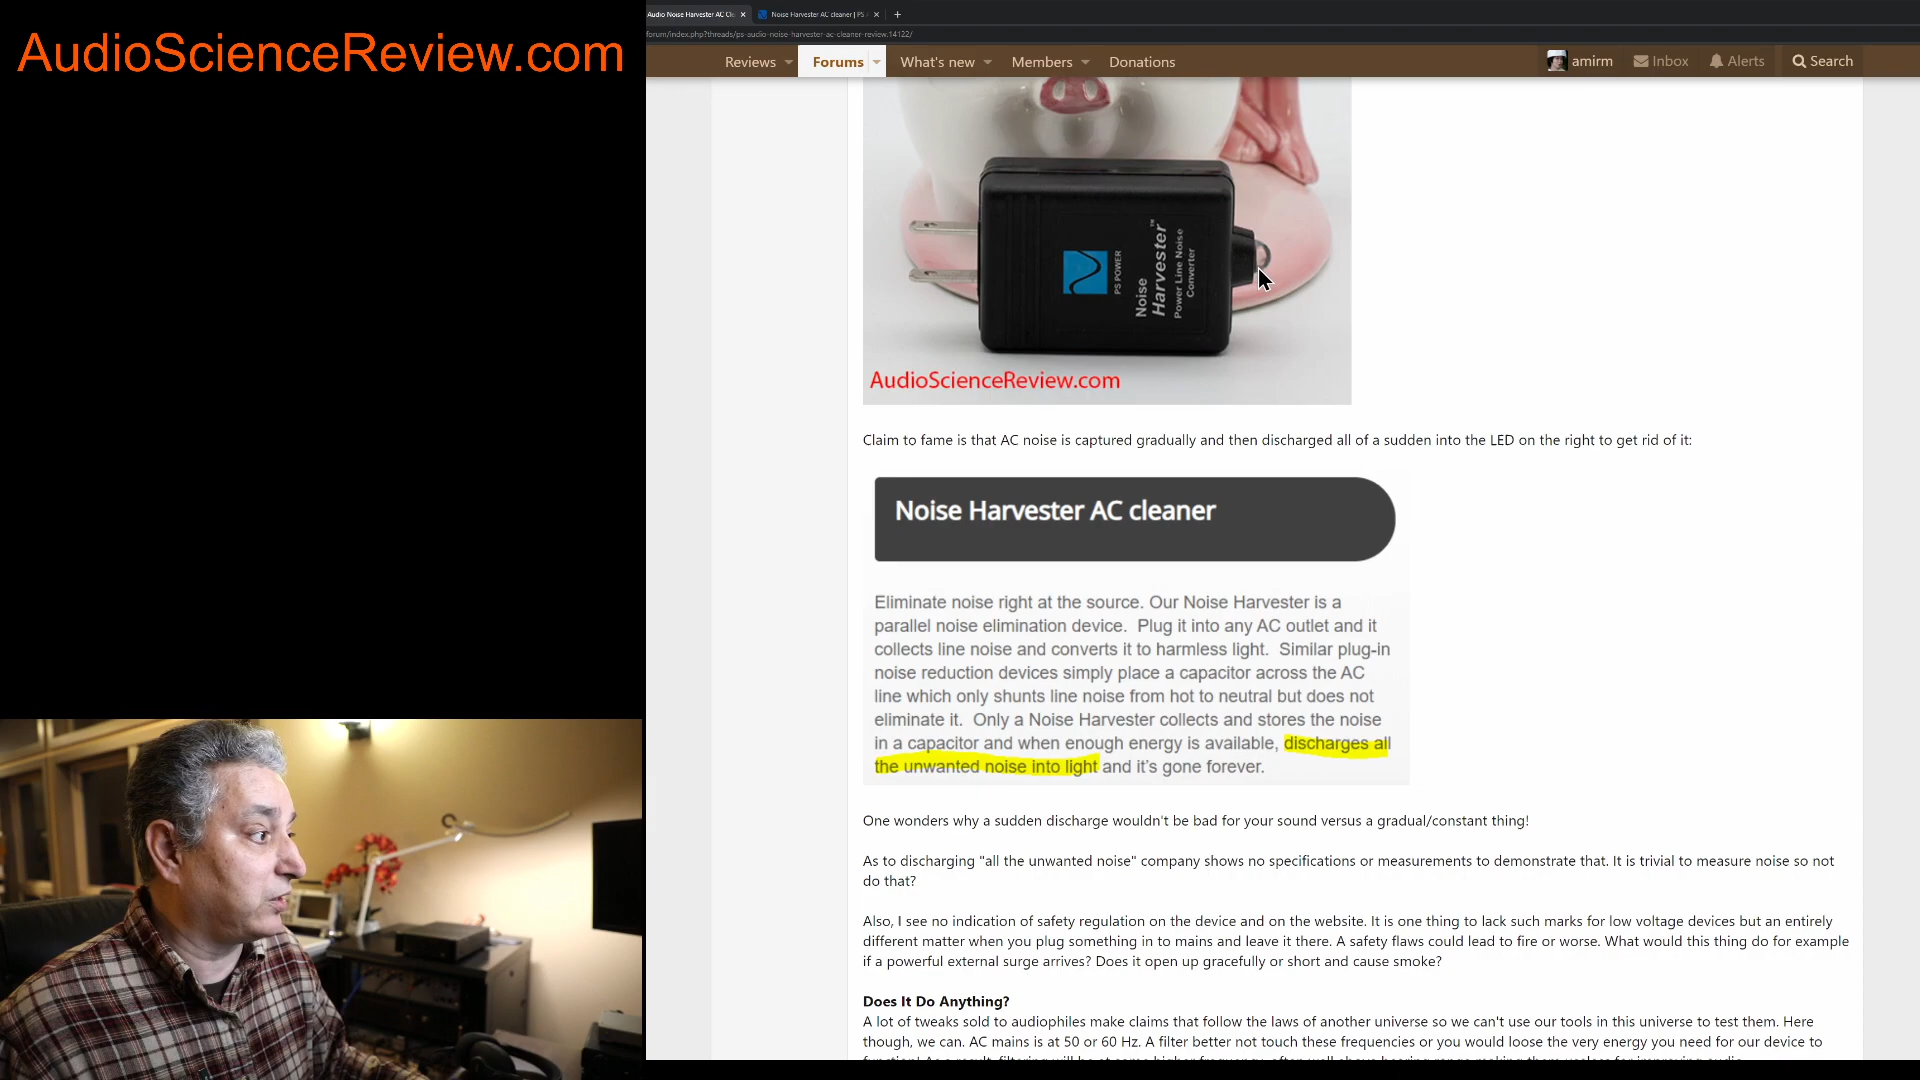 Audio Noise Harvester AC Cle
Noise Harvester AC cleaner | PS
forum/index.php?threads/ps-audio-noise-harvester-ac-cleaner-review.14122/
AudioScienceReview.com
Reviews
Forums
What's new
Members
Donations
amirm
Inbox
Alerts
Search
PS POWER
Noise
Harvester™
Power Line Noise
Converter
AudioScienceReview.com
Claim to fame is that AC noise is captured gradually and then discharged all of a sudden into the LED on the right to get rid of it:
Noise Harvester AC cleaner
Eliminate noise right at the source. Our Noise Harvester is a
parallel noise elimination device. Plug it into any AC outlet and it
collects line noise and converts it to harmless light. Similar plug-in
noise reduction devices simply place a capacitor across the AC
line which only shunts line noise from hot to neutral but does not
eliminate it. Only a Noise Harvester collects and stores the noise
in a capacitor and when enough energy is available, discharges all
the unwanted noise into light and it's gone forever.
One wonders why a sudden discharge wouldn't be bad for your sound versus a gradual/constant thing!
As to discharging "all the unwanted noise" company shows no specifications or measurements to demonstrate that. It is trivial to measure noise so not
do that?
Also, I see no indication of safety regulation on the device and on the website. It is one thing to lack such marks for low voltage devices but an entirely
different matter when you plug something in to mains and leave it there. A safety flaws could lead to fire or worse. What would this thing do for example
if a powerful external surge arrives? Does it open up gracefully or short and cause smoke?
Does It Do Anything?
A lot of tweaks sold to audiophiles make claims that follow the laws of another universe so we can't use our tools in this universe to test them. Here
though, we can. AC mains is at 50 or 60 Hz. A filter better not touch these frequencies or you would loose the very energy you need for our device to